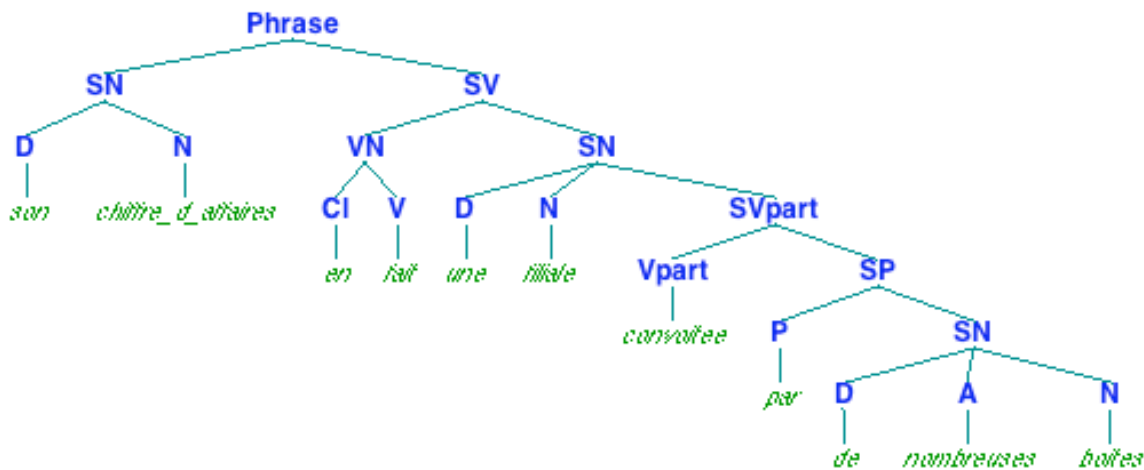 Phrase
SN SV
D N VN SN
son chiffre_d_affaires Cl V D N SVpart
en fait une filiale Vpart SP
convoitee P SN
par D A N
de nombreuses boites